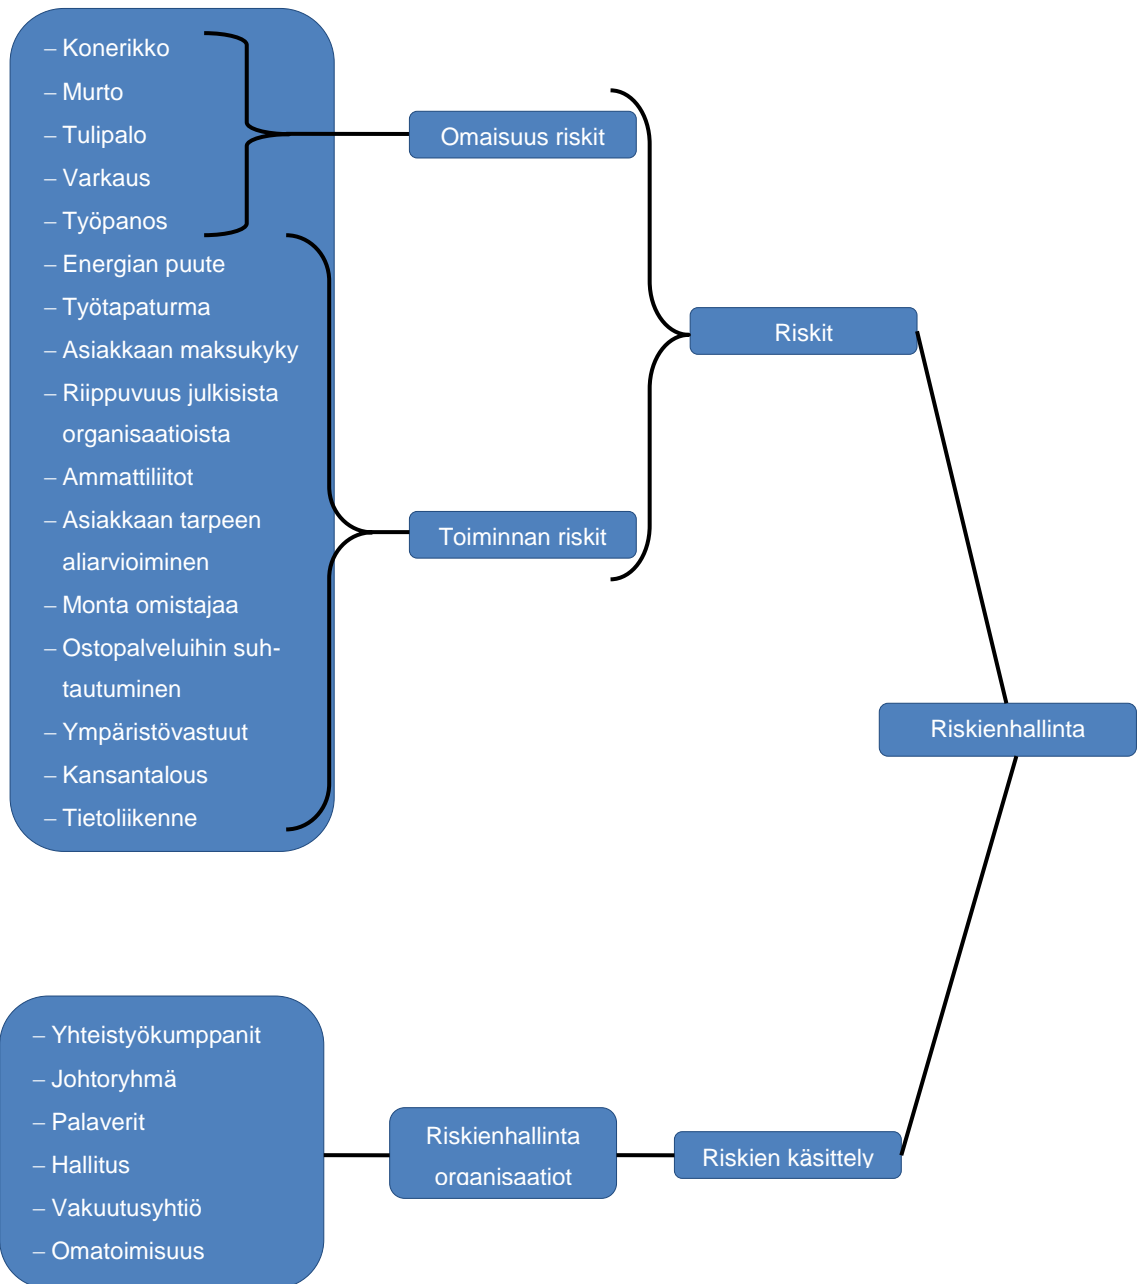 – Konerikko
– Murto
– Tulipalo
– Varkaus
– Työpanos
– Energian puute
– Työtapaturma
– Asiakkaan maksukyky
– Riippuvuus julkisista
organisaatioista
– Ammattiliitot
– Asiakkaan tarpeen
aliarvioiminen
– Monta omistajaa
– Ostopalveluihin suh-
tautuminen
– Ympäristövastuut
– Kansantalous
– Tietoliikenne
Omaisuus riskit
Toiminnan riskit
Riskit
Riskienhallinta
– Yhteistyökumppanit
– Johtoryhmä
– Palaverit
– Hallitus
– Vakuutusyhtiö
– Omatoimisuus
Riskienhallinta
organisaatiot
Riskien käsittely